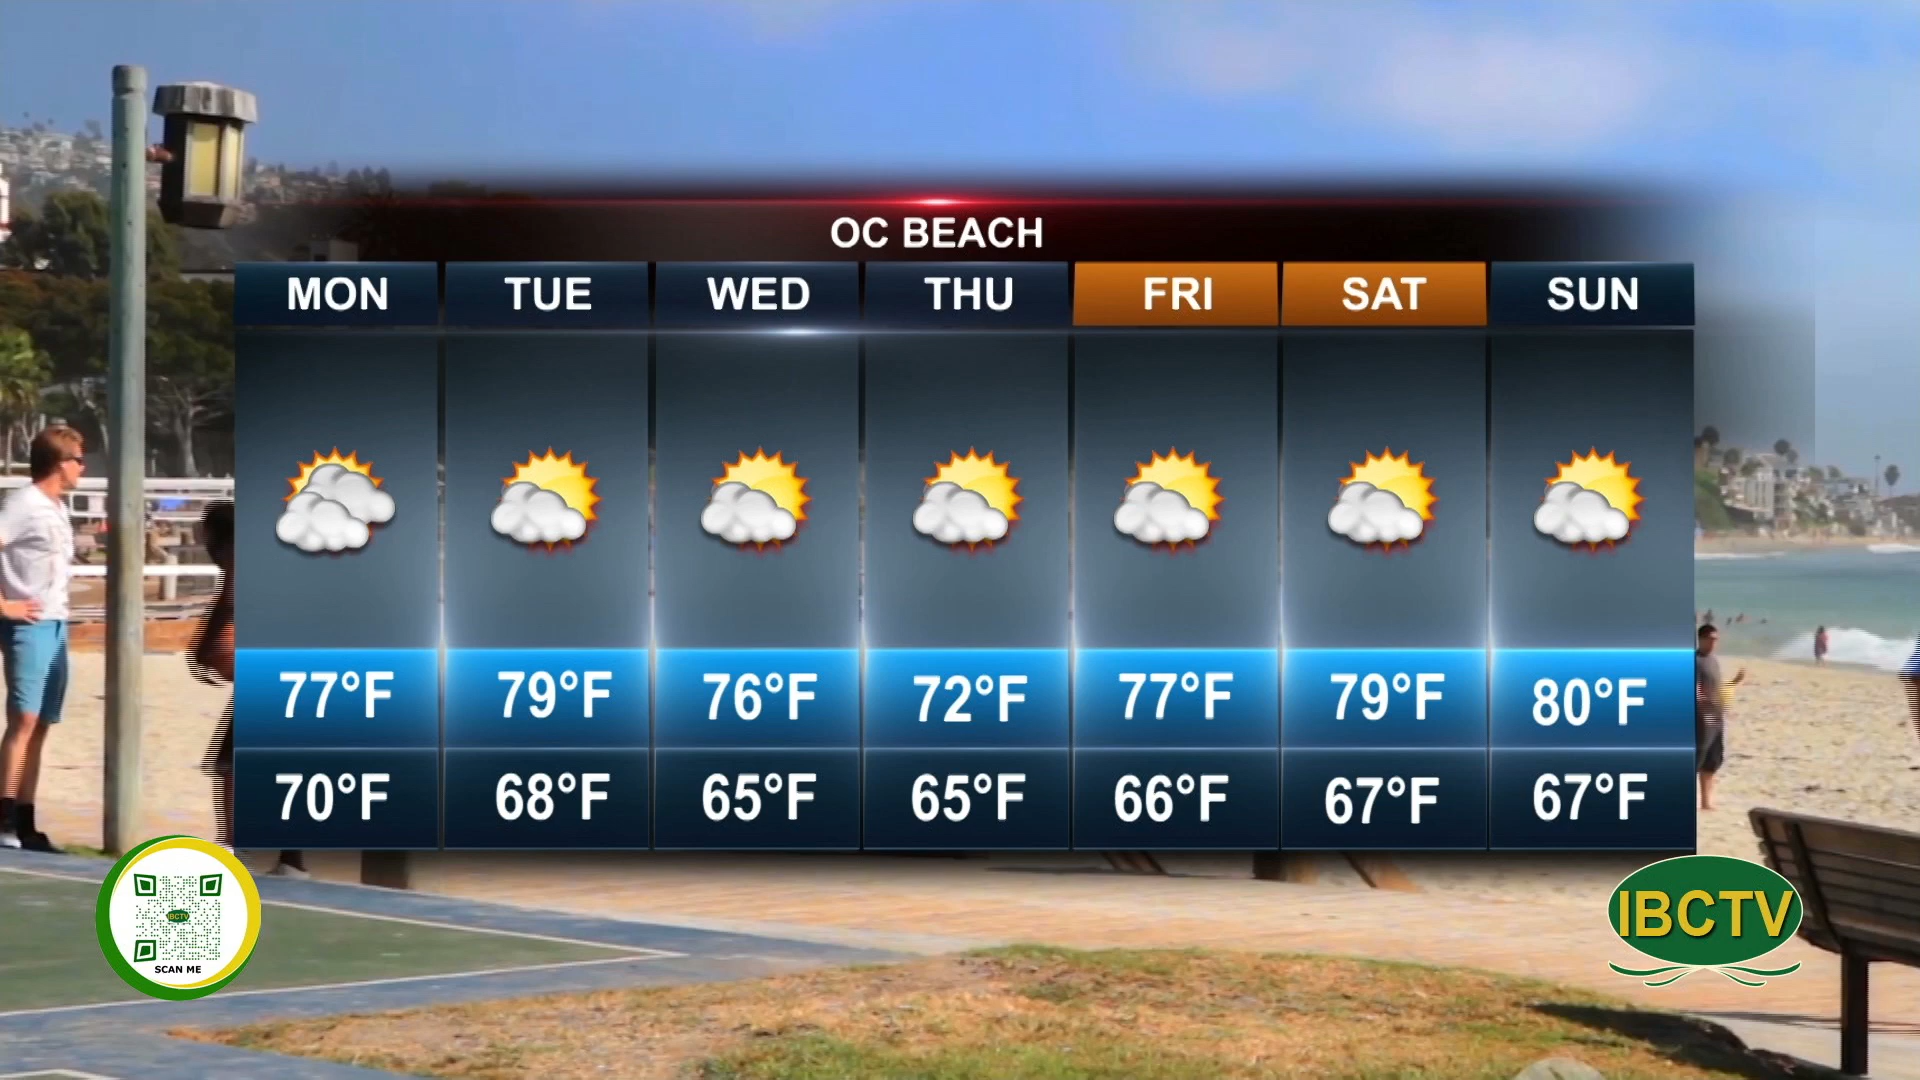 OC BEACH
MON TUE WED THU FRI SAT SUN
77°F 79°F 76°F 72°F 77°F 79°F 80°F
70°F 68°F 65°F 65°F 66°F 67°F 67°F
IBCTV
SCAN ME
IBCTV